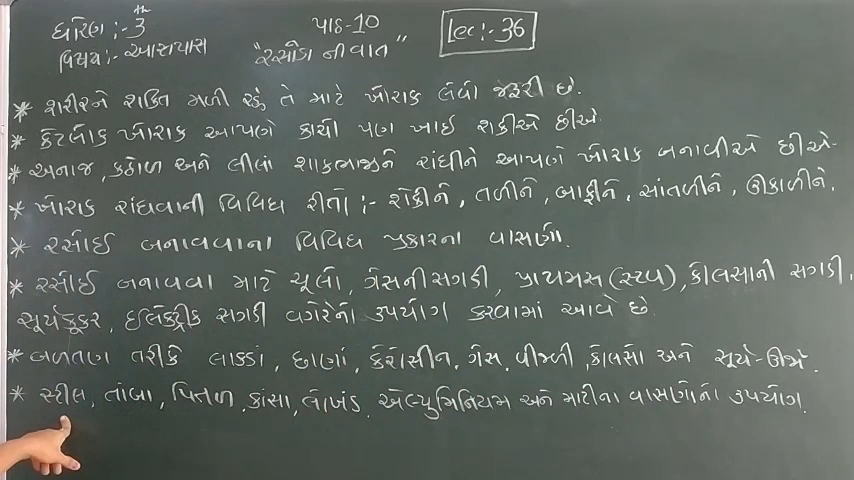 ધોરણ :- 3 th
પાઠ-10
Lec:- 36
વિષય :- આસપાસ
"રસોડાની વાત"
* શરીરને શક્તિ મળી રહે તે માટે ખોરાક લેવો જરૂરી છે.
* કેટલીક ખોરાક આપણે કાચો પણ ખાઈ શકીએ છીએ
* અનાજ, કઠોળ અને લીલાં શાકભાજીને રાંધીને આપણે ખોરાક બનાવીએ છીએ.
* ખોરાક રાંધવાની વિવિધ રીતો :- શેકીને, તળીને, બાફીને, સાંતળીને, ઉકાળીને.
* રસોઈ બનાવવાના વિવિધ પ્રકારના વાસણો.
* રસોઈ બનાવવા માટે ચૂલો, ગેસનીસગડી, પ્રાયમસ (સ્ટવ), કોલસાની સગડી,
સૂર્યકૂકર, ઇલેક્ટ્રીક સગડી વગેરેનો ઉપયોગ કરવામાં આવે છે
* બળતણ તરીકે લાકડાં, છાણાં, કેરોસીન, ગેસ, વીજળી, કોલસો અને સૂર્ય-ઊર્જા.
* સ્ટીલ, તાંબા, પિત્તળ, કાંસા, લોખંડ, એલ્યુમિનિયમ અને માટીના વાસણોનો ઉપયોગ.